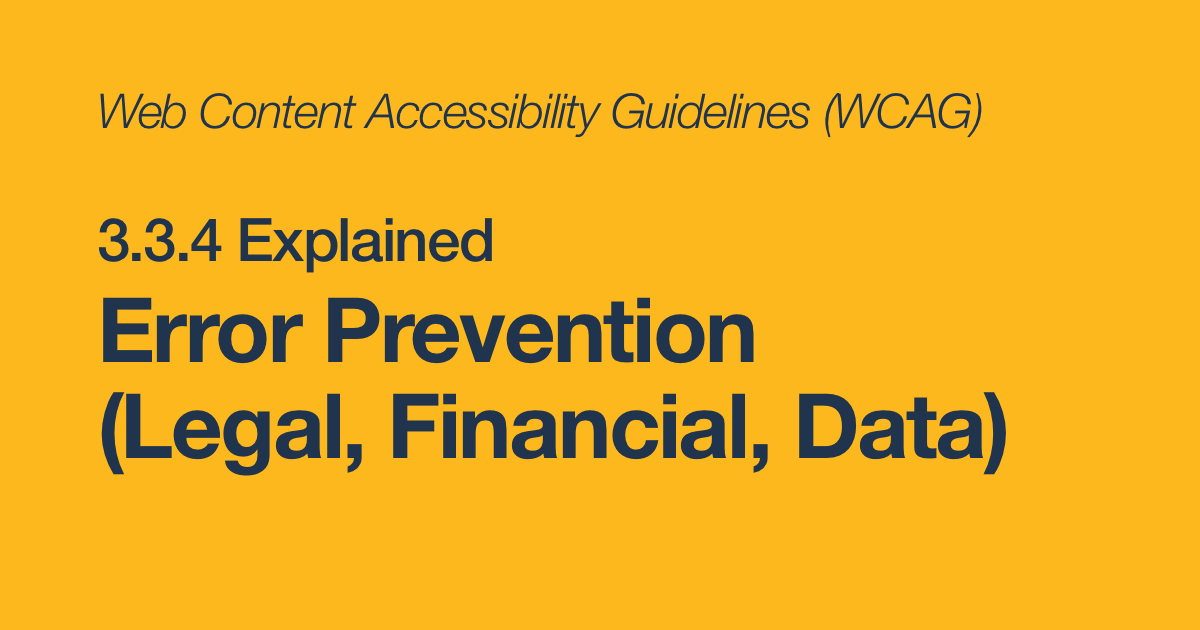 Web Content Accessibility Guidelines (WCAG)
3.3.4 Explained
Error Prevention
(Legal, Financial, Data)